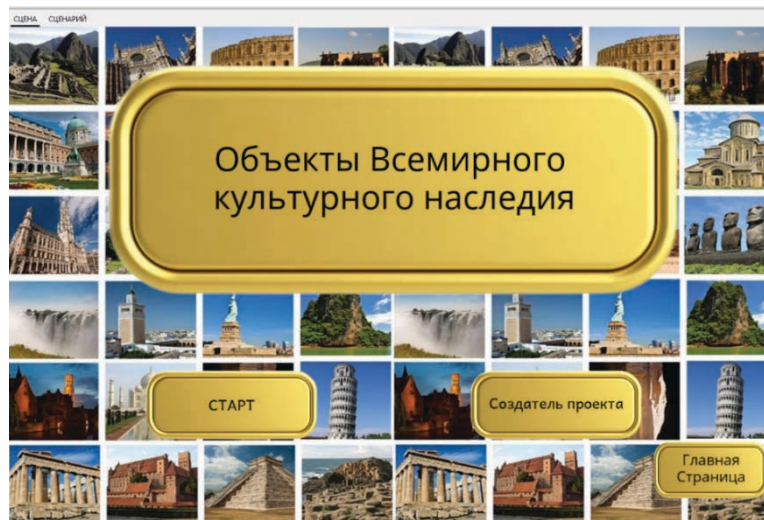 СЦЕНА СЦЕНАРИЙ
Объекты Всемирного
культурного наследия
СТАРТ
Создатель проекта
Главная
Страница